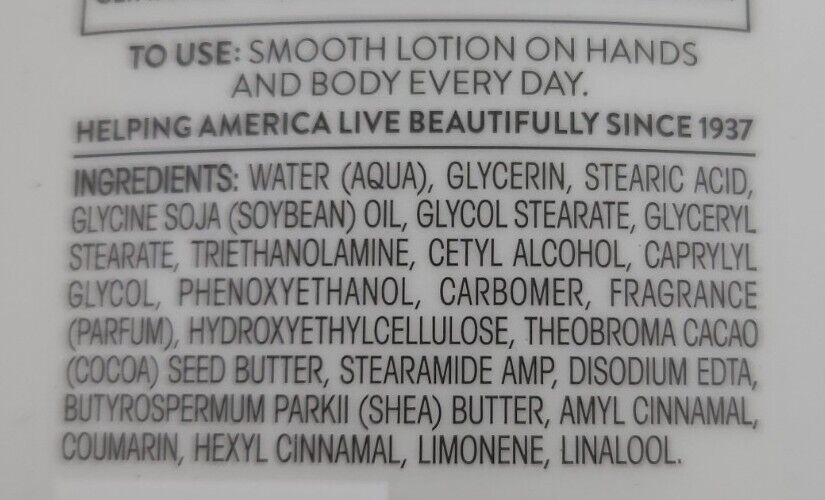 TO USE: SMOOTH LOTION ON HANDS
AND BODY EVERY DAY.
HELPING AMERICA LIVE BEAUTIFULLY SINCE 1937
INGREDIENTS: WATER (AQUA), GLYCERIN, STEARIC ACID,
GLYCINE SOJA (SOYBEAN) OIL, GLYCOL STEARATE, GLYCERYL
STEARATE, TRIETHANOLAMINE, CETYL ALCOHOL, CAPRYLYL
GLYCOL, PHENOXYETHANOL, CARBOMER, FRAGRANCE
(PARFUM), HYDROXYETHYLCELLULOSE, THEOBROMA CACAO
(COCOA) SEED BUTTER, STEARAMIDE AMP, DISODIUM EDTA,
BUTYROSPERMUM PARKII (SHEA) BUTTER, AMYL CINNAMAL,
COUMARIN, HEXYL CINNAMAL, LIMONENE, LINALOOL.